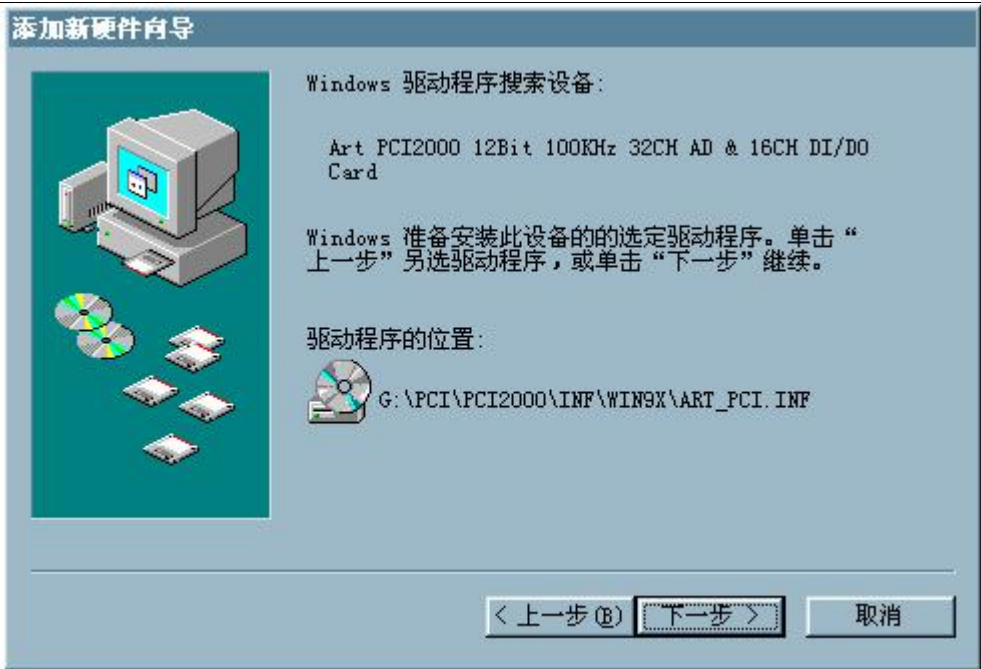 添加新硬件向导
Windows 驱动程序搜索设备:
Art PCI2000 12Bit 100KHz 32CH AD & 16CH DI/DO
Card
Windows 准备安装此设备的的选定驱动程序。单击“
上一步”另选驱动程序,或单击“下一步”继续。
驱动程序的位置:
G:\PCI\PCI2000\INF\WIN9X\ART_PCI.INF
< 上一步(B) 下一步 > 取消